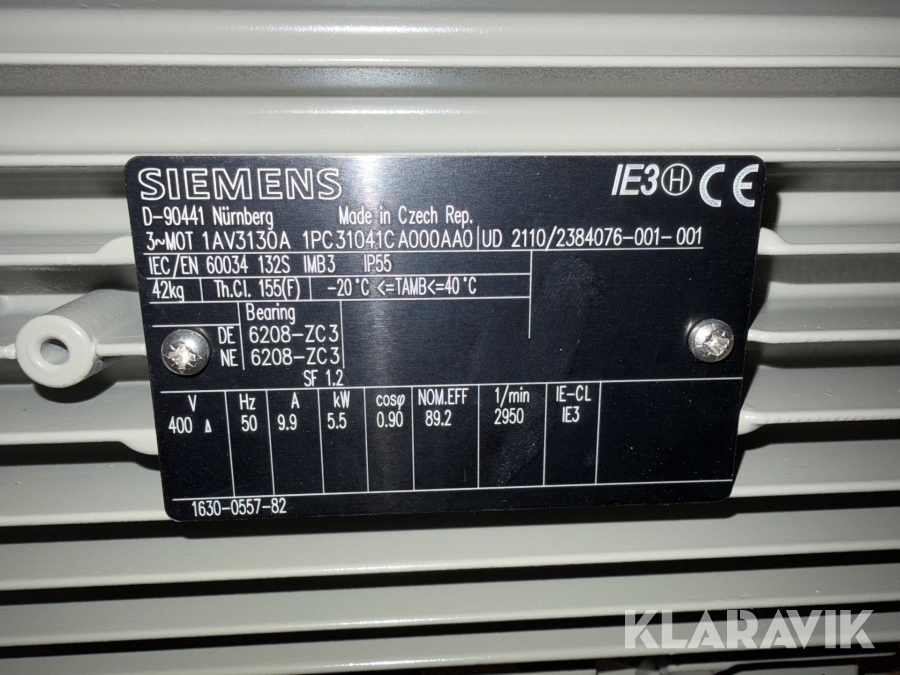 SIEMENS IE3 H CE
D-90441 Nürnberg Made in Czech Rep.
3~MOT 1AV3130A 1PC31041CA000AA0 UD 2110/2384076-001-001
IEC/EN 60034 132S IMB3 IP55
42kg Th.Cl. 155(F) -20°C <=TAMB<=40°C
Bearing
DE 6208-ZC3
NE 6208-ZC3
SF 1.2
V Hz A kW cosφ NOM.EFF 1/min IE-CL
400 Δ 50 9.9 5.5 0.90 89.2 2950 IE3
1630-0557-82
KLARAVIK